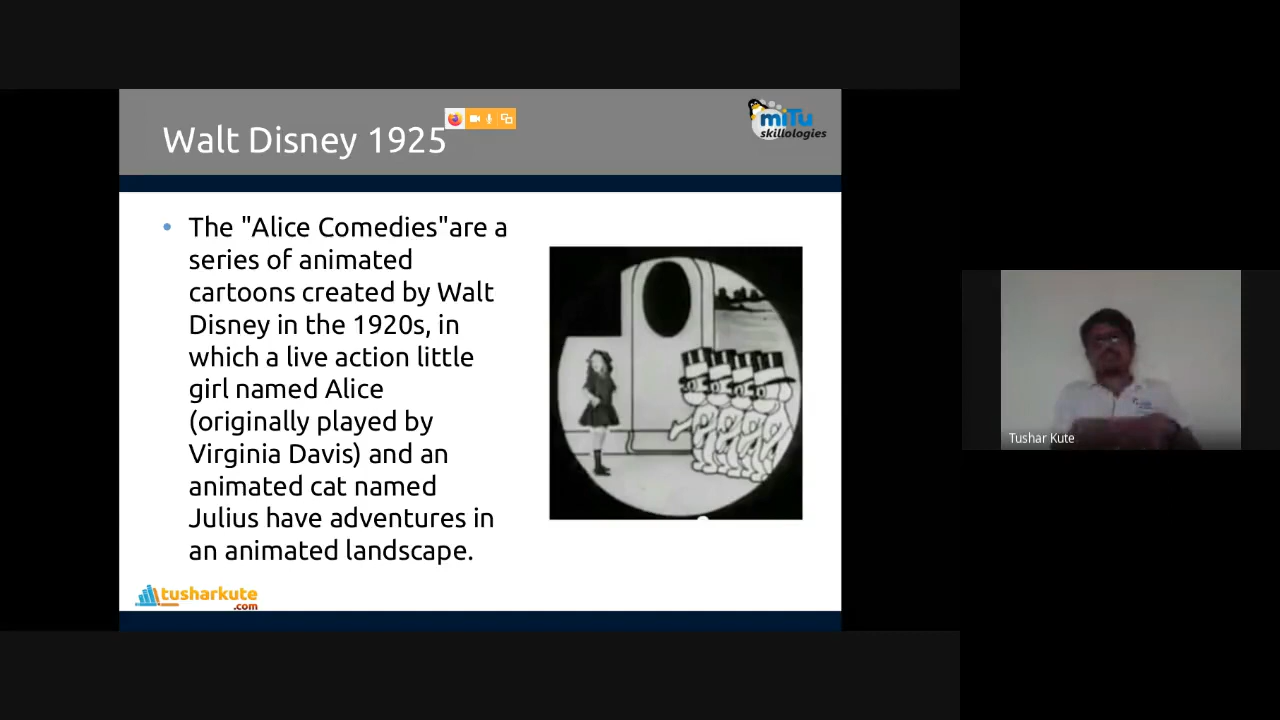 Walt Disney 1925
miTu
skillologies
• The "Alice Comedies"are a
series of animated
cartoons created by Walt
Disney in the 1920s, in
which a live action little
girl named Alice
(originally played by
Virginia Davis) and an
animated cat named
Julius have adventures in
an animated landscape.
tusharkute
.com
Tushar Kute